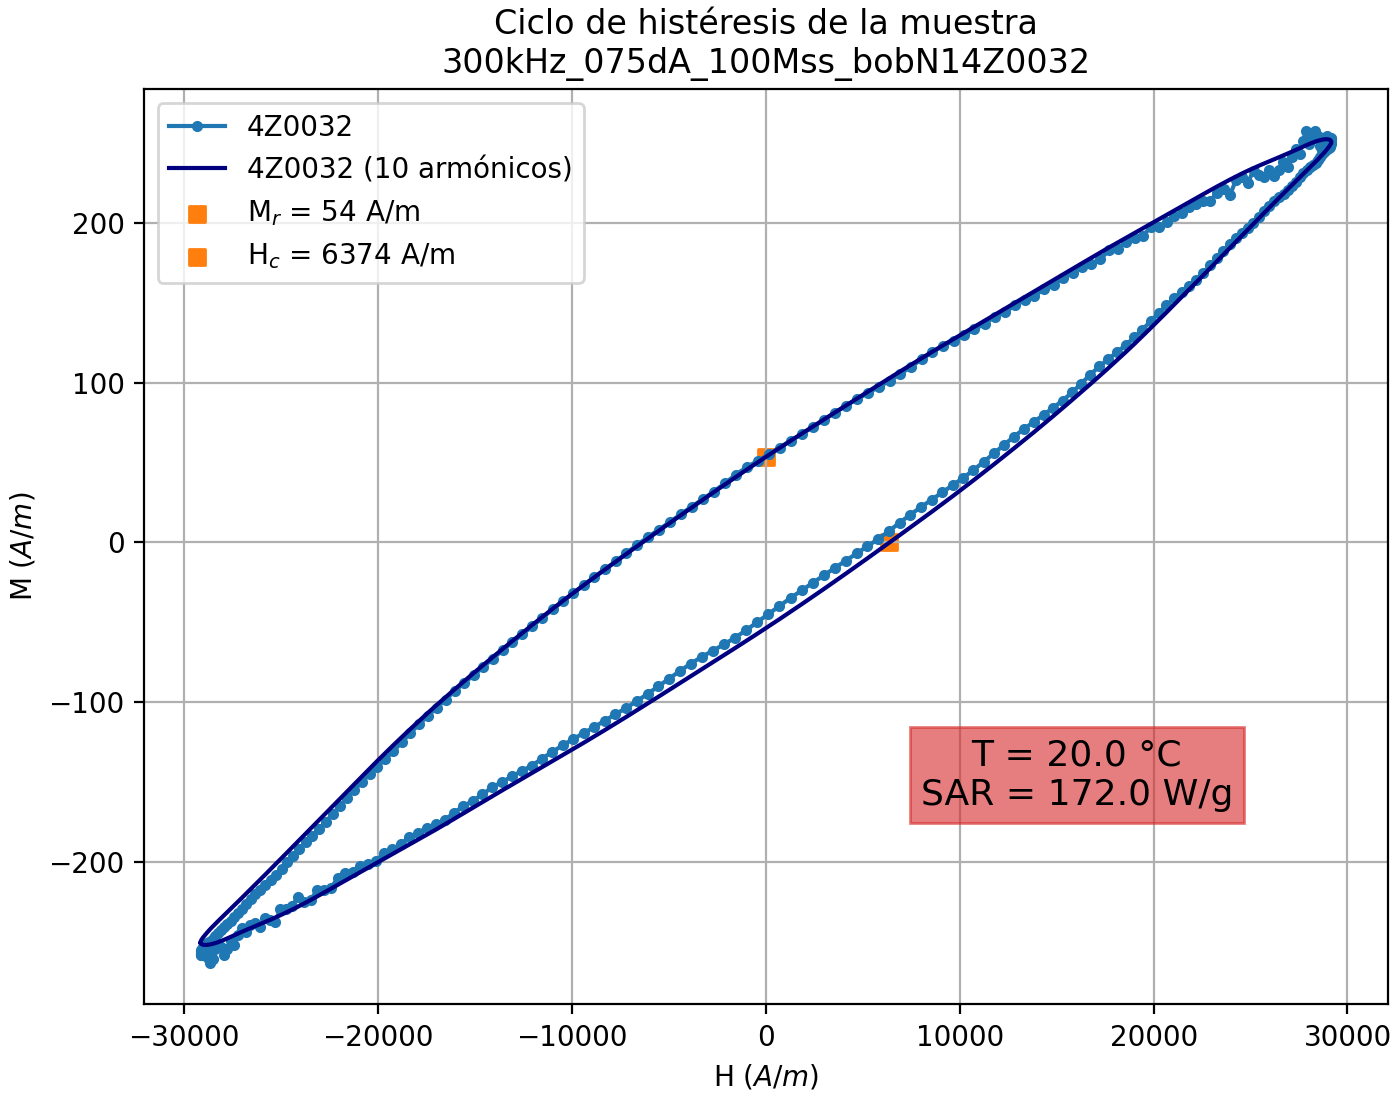 Ciclo de histéresis de la muestra
300kHz_075dA_100Mss_bobN14Z0032
4Z0032
4Z0032 (10 armónicos)
Mr = 54 A/m
Hc = 6374 A/m
M (A/m)
200
100
0
−100
−200
T = 20.0 °C
SAR = 172.0 W/g
−30000 −20000 −10000 0 10000 20000 30000
H (A/m)